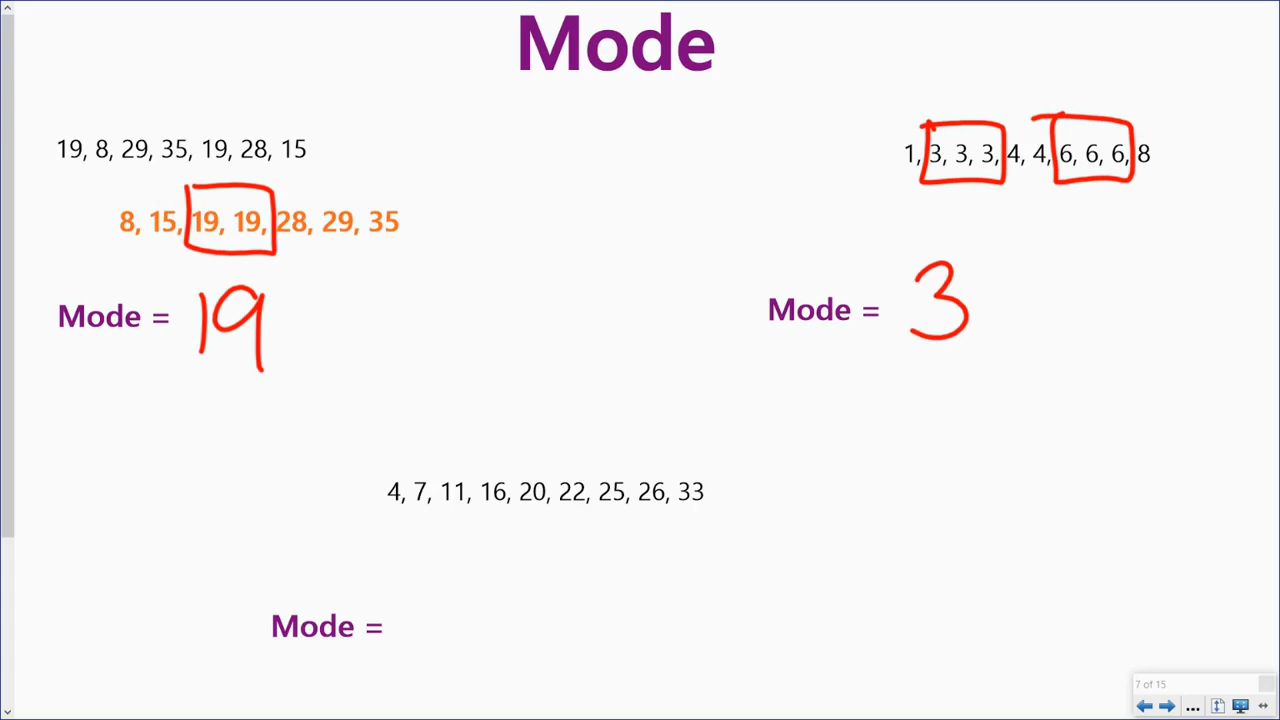 Mode
19, 8, 29, 35, 19, 28, 15
8, 15, 19, 19, 28, 29, 35
Mode = 19
1, 3, 3, 3, 4, 4, 6, 6, 6, 8
Mode = 3
4, 7, 11, 16, 20, 22, 25, 26, 33
Mode =
7 of 15